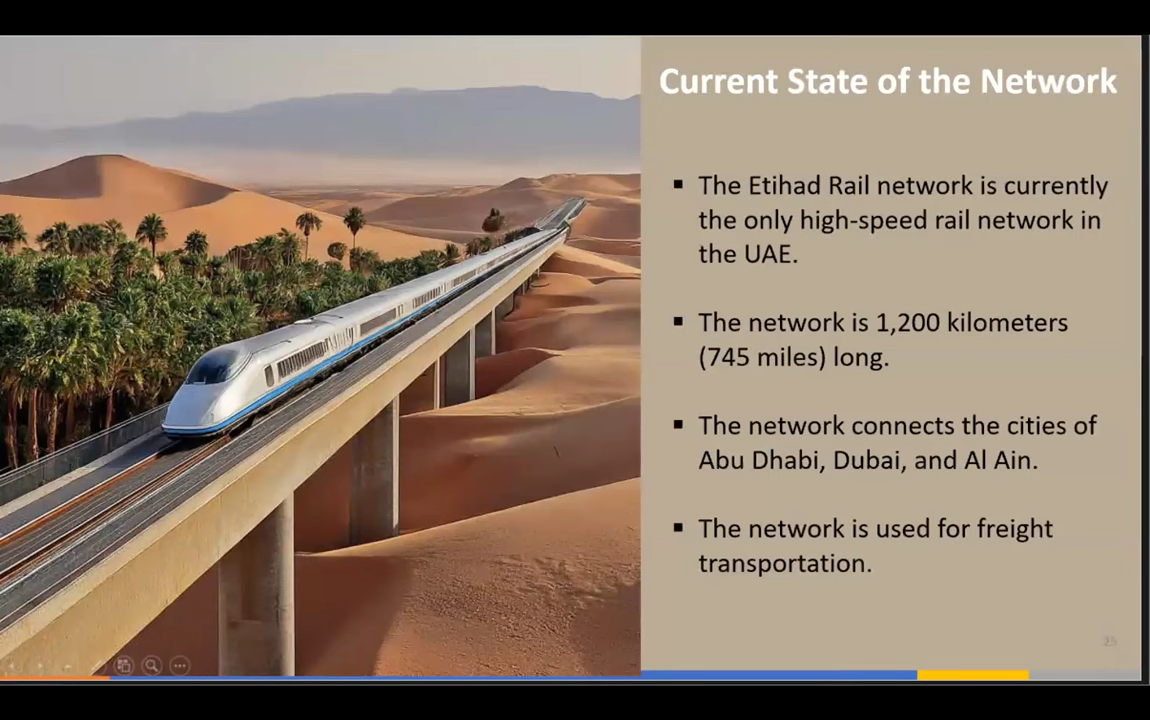 Current State of the Network
▪ The Etihad Rail network is currently
the only high-speed rail network in
the UAE.
▪ The network is 1,200 kilometers
(745 miles) long.
▪ The network connects the cities of
Abu Dhabi, Dubai, and Al Ain.
▪ The network is used for freight
transportation.
25